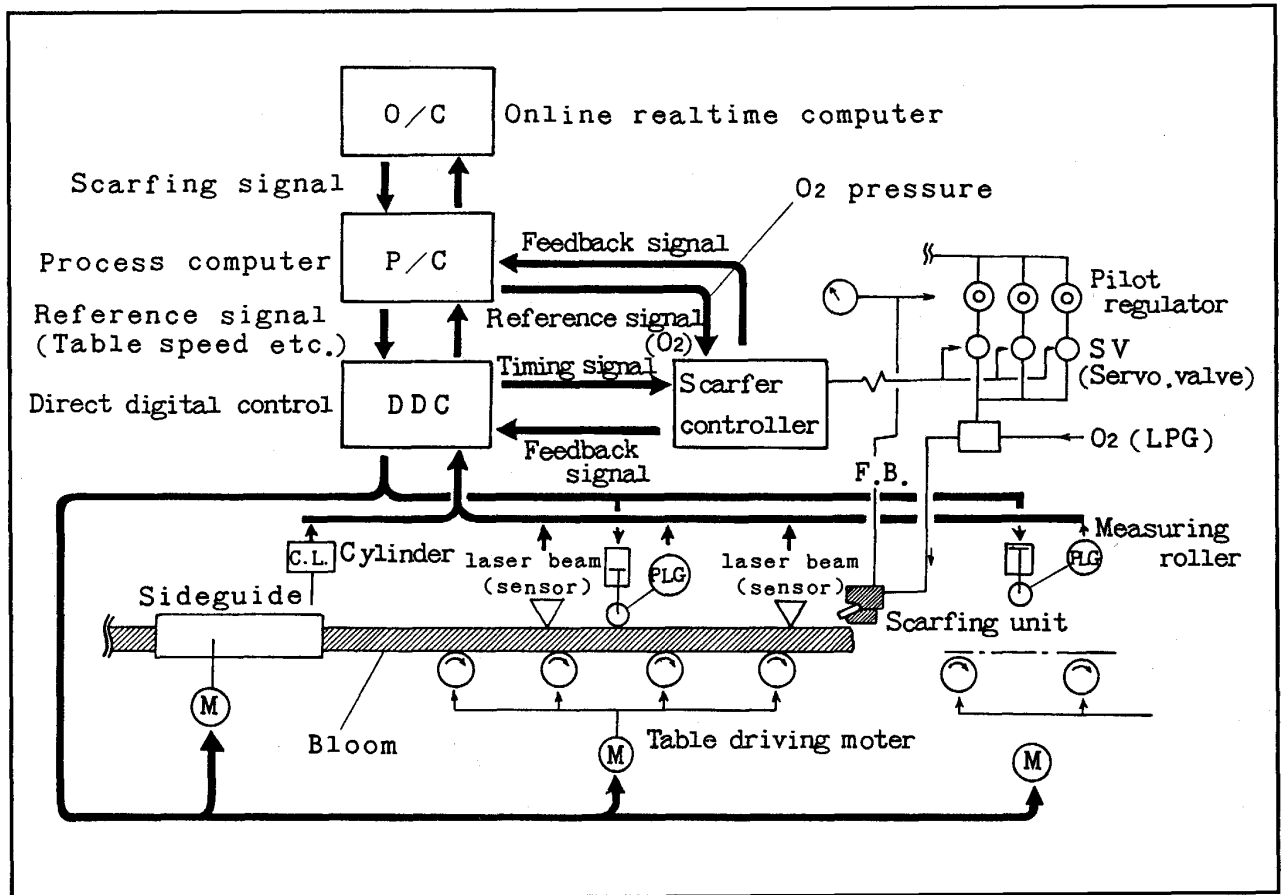 O/C
Online realtime computer
Scarfing signal
O2 pressure
Process computer
P/C
Feedback signal
Reference signal
(Table speed etc.)
Reference signal
(O2)
Pilot
regulator
SV
(Servo.valve)
Timing signal
Scarfer
controller
Direct digital control
DDC
Feedback
signal
O2 (LPG)
F.B.
C.L.
Cylinder
laser beam
(sensor)
PLG
laser beam
(sensor)
PLG
Measuring
roller
Sideguide
Scarfing unit
M
Bloom
M
Table driving moter
M